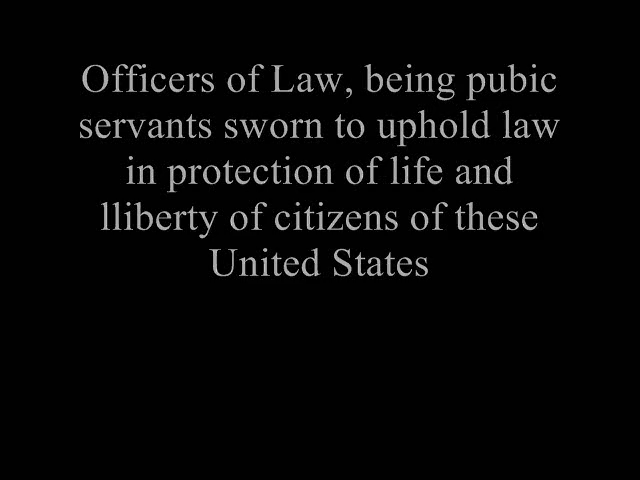 Officers of Law, being pubic
servants sworn to uphold law
in protection of life and
lliberty of citizens of these
United States